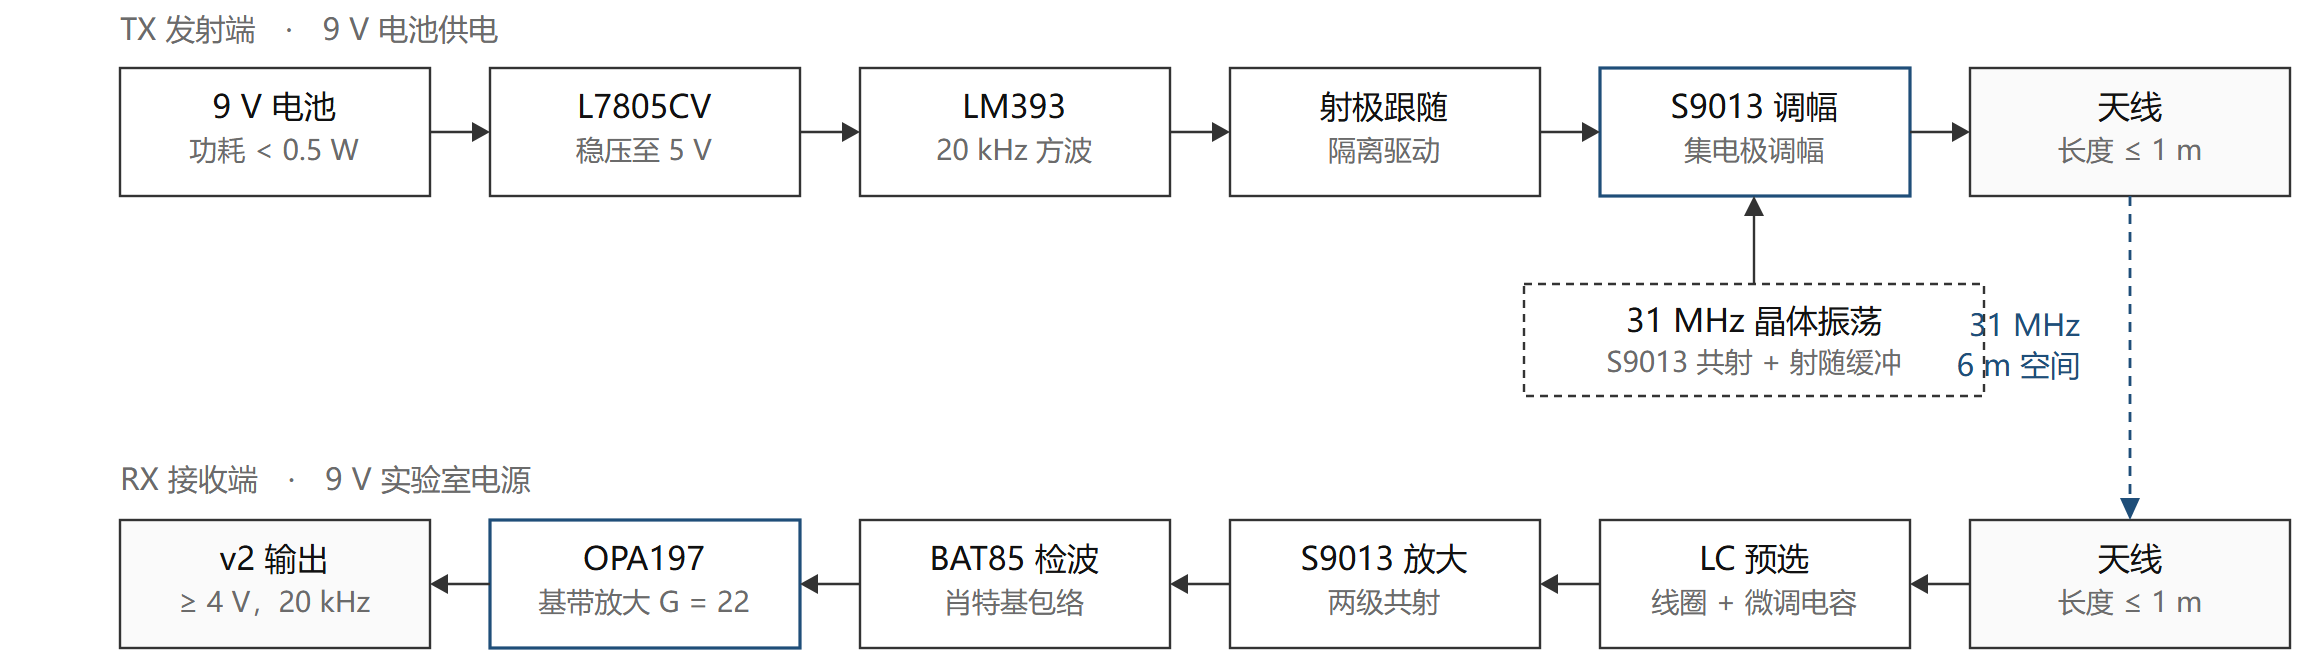 TX 发射端 · 9 V 电池供电
9 V 电池
功耗 < 0.5 W
L7805CV
稳压至 5 V
LM393
20 kHz 方波
射极跟随
隔离驱动
S9013 调幅
集电极调幅
天线
长度 ≤ 1 m
31 MHz 晶体振荡
S9013 共射 + 射随缓冲
31 MHz
6 m 空间
RX 接收端 · 9 V 实验室电源
v2 输出
≥ 4 V，20 kHz
OPA197
基带放大 G = 22
BAT85 检波
肖特基包络
S9013 放大
两级共射
LC 预选
线圈 + 微调电容
天线
长度 ≤ 1 m